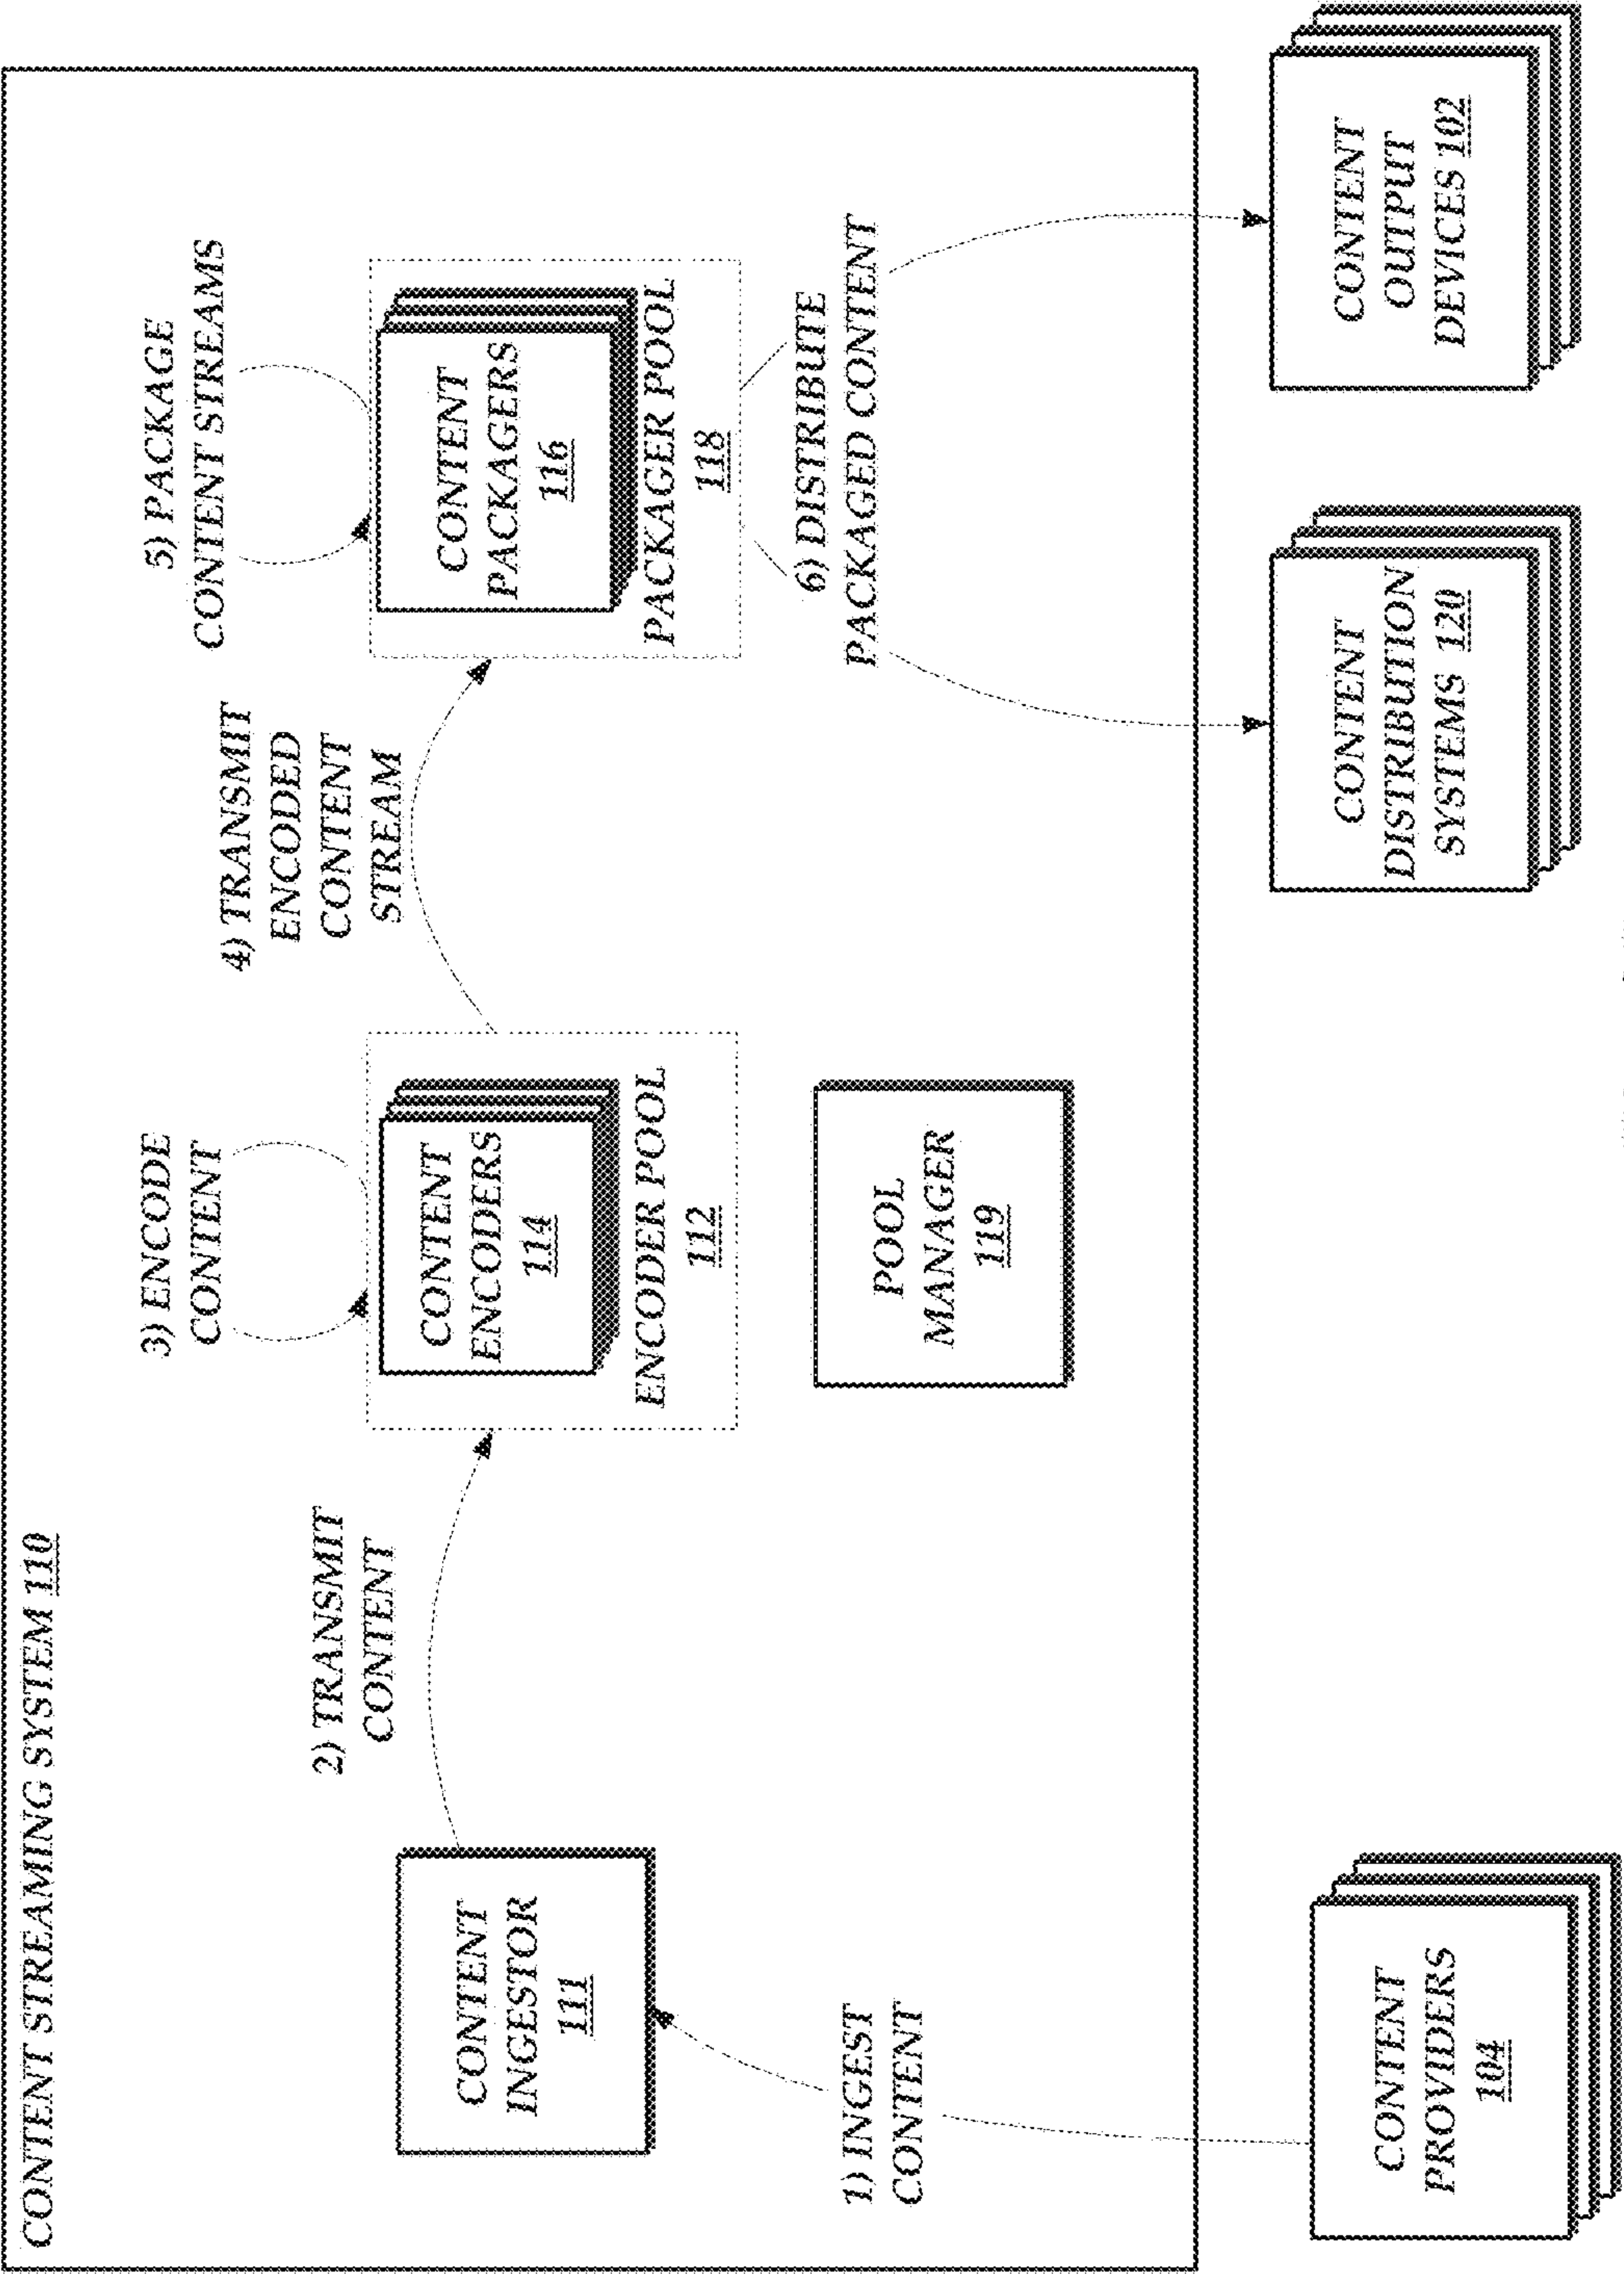 CONTENT STREAMING SYSTEM 110
3) ENCODE
CONTENT
5) PACKAGE
CONTENT STREAMS
2) TRANSMIT
CONTENT
4) TRANSMIT
ENCODED
CONTENT
STREAM
CONTENT
INGESTOR
111
CONTENT
ENCODERS
114
ENCODER POOL
112
CONTENT
PACKAGERS
116
PACKAGER POOL
118
1) INGEST
CONTENT
POOL
MANAGER
119
6) DISTRIBUTE
PACKAGED CONTENT
CONTENT
PROVIDERS
104
CONTENT
DISTRIBUTION
SYSTEMS 120
CONTENT
OUTPUT
DEVICES 102